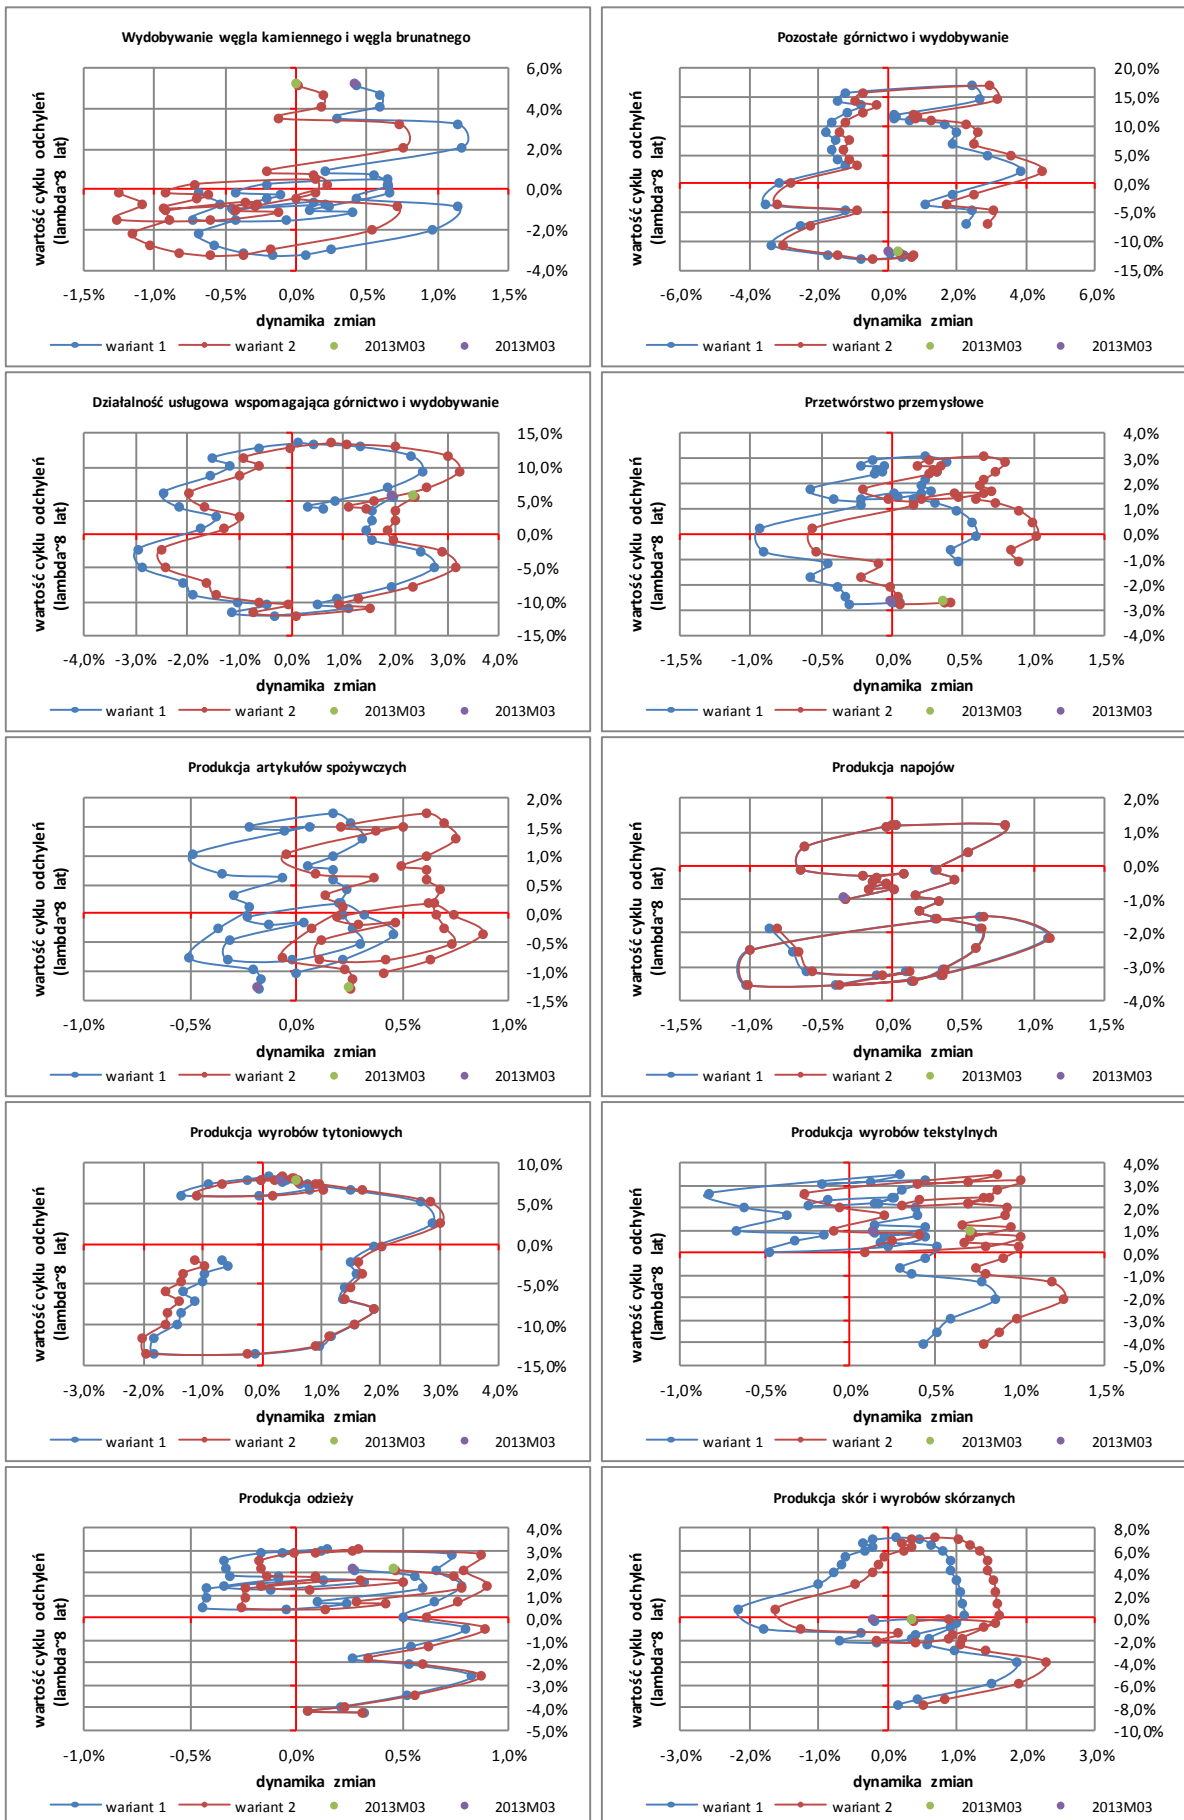 Wydobywanie węgla kamiennego i węgla brunatnego
wartość cyklu odchyleń
(lambda~8 lat)
6,0%
4,0%
2,0%
0,0%
-2,0%
-4,0%
-1,5% -1,0% -0,5% 0,0% 0,5% 1,0% 1,5%
dynamika zmian
wariant 1 wariant 2 2013M03 2013M03
Pozostałe górnictwo i wydobywanie
wartość cyklu odchyleń
(lambda~8 lat)
20,0%
15,0%
10,0%
5,0%
0,0%
-5,0%
-10,0%
-15,0%
-6,0% -4,0% -2,0% 0,0% 2,0% 4,0% 6,0%
dynamika zmian
wariant 1 wariant 2 2013M03 2013M03
Działalność usługowa wspomagająca górnictwo i wydobywanie
wartość cyklu odchyleń
(lambda~8 lat)
15,0%
10,0%
5,0%
0,0%
-5,0%
-10,0%
-15,0%
-4,0% -3,0% -2,0% -1,0% 0,0% 1,0% 2,0% 3,0% 4,0%
dynamika zmian
wariant 1 wariant 2 2013M03 2013M03
Przetwórstwo przemysłowe
wartość cyklu odchyleń
(lambda~8 lat)
4,0%
3,0%
2,0%
1,0%
0,0%
-1,0%
-2,0%
-3,0%
-4,0%
-1,5% -1,0% -0,5% 0,0% 0,5% 1,0% 1,5%
dynamika zmian
wariant 1 wariant 2 2013M03 2013M03
Produkcja artykułów spożywczych
wartość cyklu odchyleń
(lambda~8 lat)
2,0%
1,5%
1,0%
0,5%
0,0%
-0,5%
-1,0%
-1,5%
-1,0% -0,5% 0,0% 0,5% 1,0%
dynamika zmian
wariant 1 wariant 2 2013M03 2013M03
Produkcja napojów
wartość cyklu odchyleń
(lambda~8 lat)
2,0%
1,0%
0,0%
-1,0%
-2,0%
-3,0%
-4,0%
-1,5% -1,0% -0,5% 0,0% 0,5% 1,0% 1,5%
dynamika zmian
wariant 1 wariant 2 2013M03 2013M03
Produkcja wyrobów tytoniowych
wartość cyklu odchyleń
(lambda~8 lat)
10,0%
5,0%
0,0%
-5,0%
-10,0%
-15,0%
-3,0% -2,0% -1,0% 0,0% 1,0% 2,0% 3,0% 4,0%
dynamika zmian
wariant 1 wariant 2 2013M03 2013M03
Produkcja wyrobów tekstylnych
wartość cyklu odchyleń
(lambda~8 lat)
4,0%
3,0%
2,0%
1,0%
0,0%
-1,0%
-2,0%
-3,0%
-4,0%
-5,0%
-1,0% -0,5% 0,0% 0,5% 1,0% 1,5%
dynamika zmian
wariant 1 wariant 2 2013M03 2013M03
Produkcja odzieży
wartość cyklu odchyleń
(lambda~8 lat)
4,0%
3,0%
2,0%
1,0%
0,0%
-1,0%
-2,0%
-3,0%
-4,0%
-5,0%
-1,0% -0,5% 0,0% 0,5% 1,0%
dynamika zmian
wariant 1 wariant 2 2013M03 2013M03
Produkcja skór i wyrobów skórzanych
wartość cyklu odchyleń
(lambda~8 lat)
8,0%
6,0%
4,0%
2,0%
0,0%
-2,0%
-4,0%
-6,0%
-8,0%
-10,0%
-3,0% -2,0% -1,0% 0,0% 1,0% 2,0% 3,0%
dynamika zmian
wariant 1 wariant 2 2013M03 2013M03